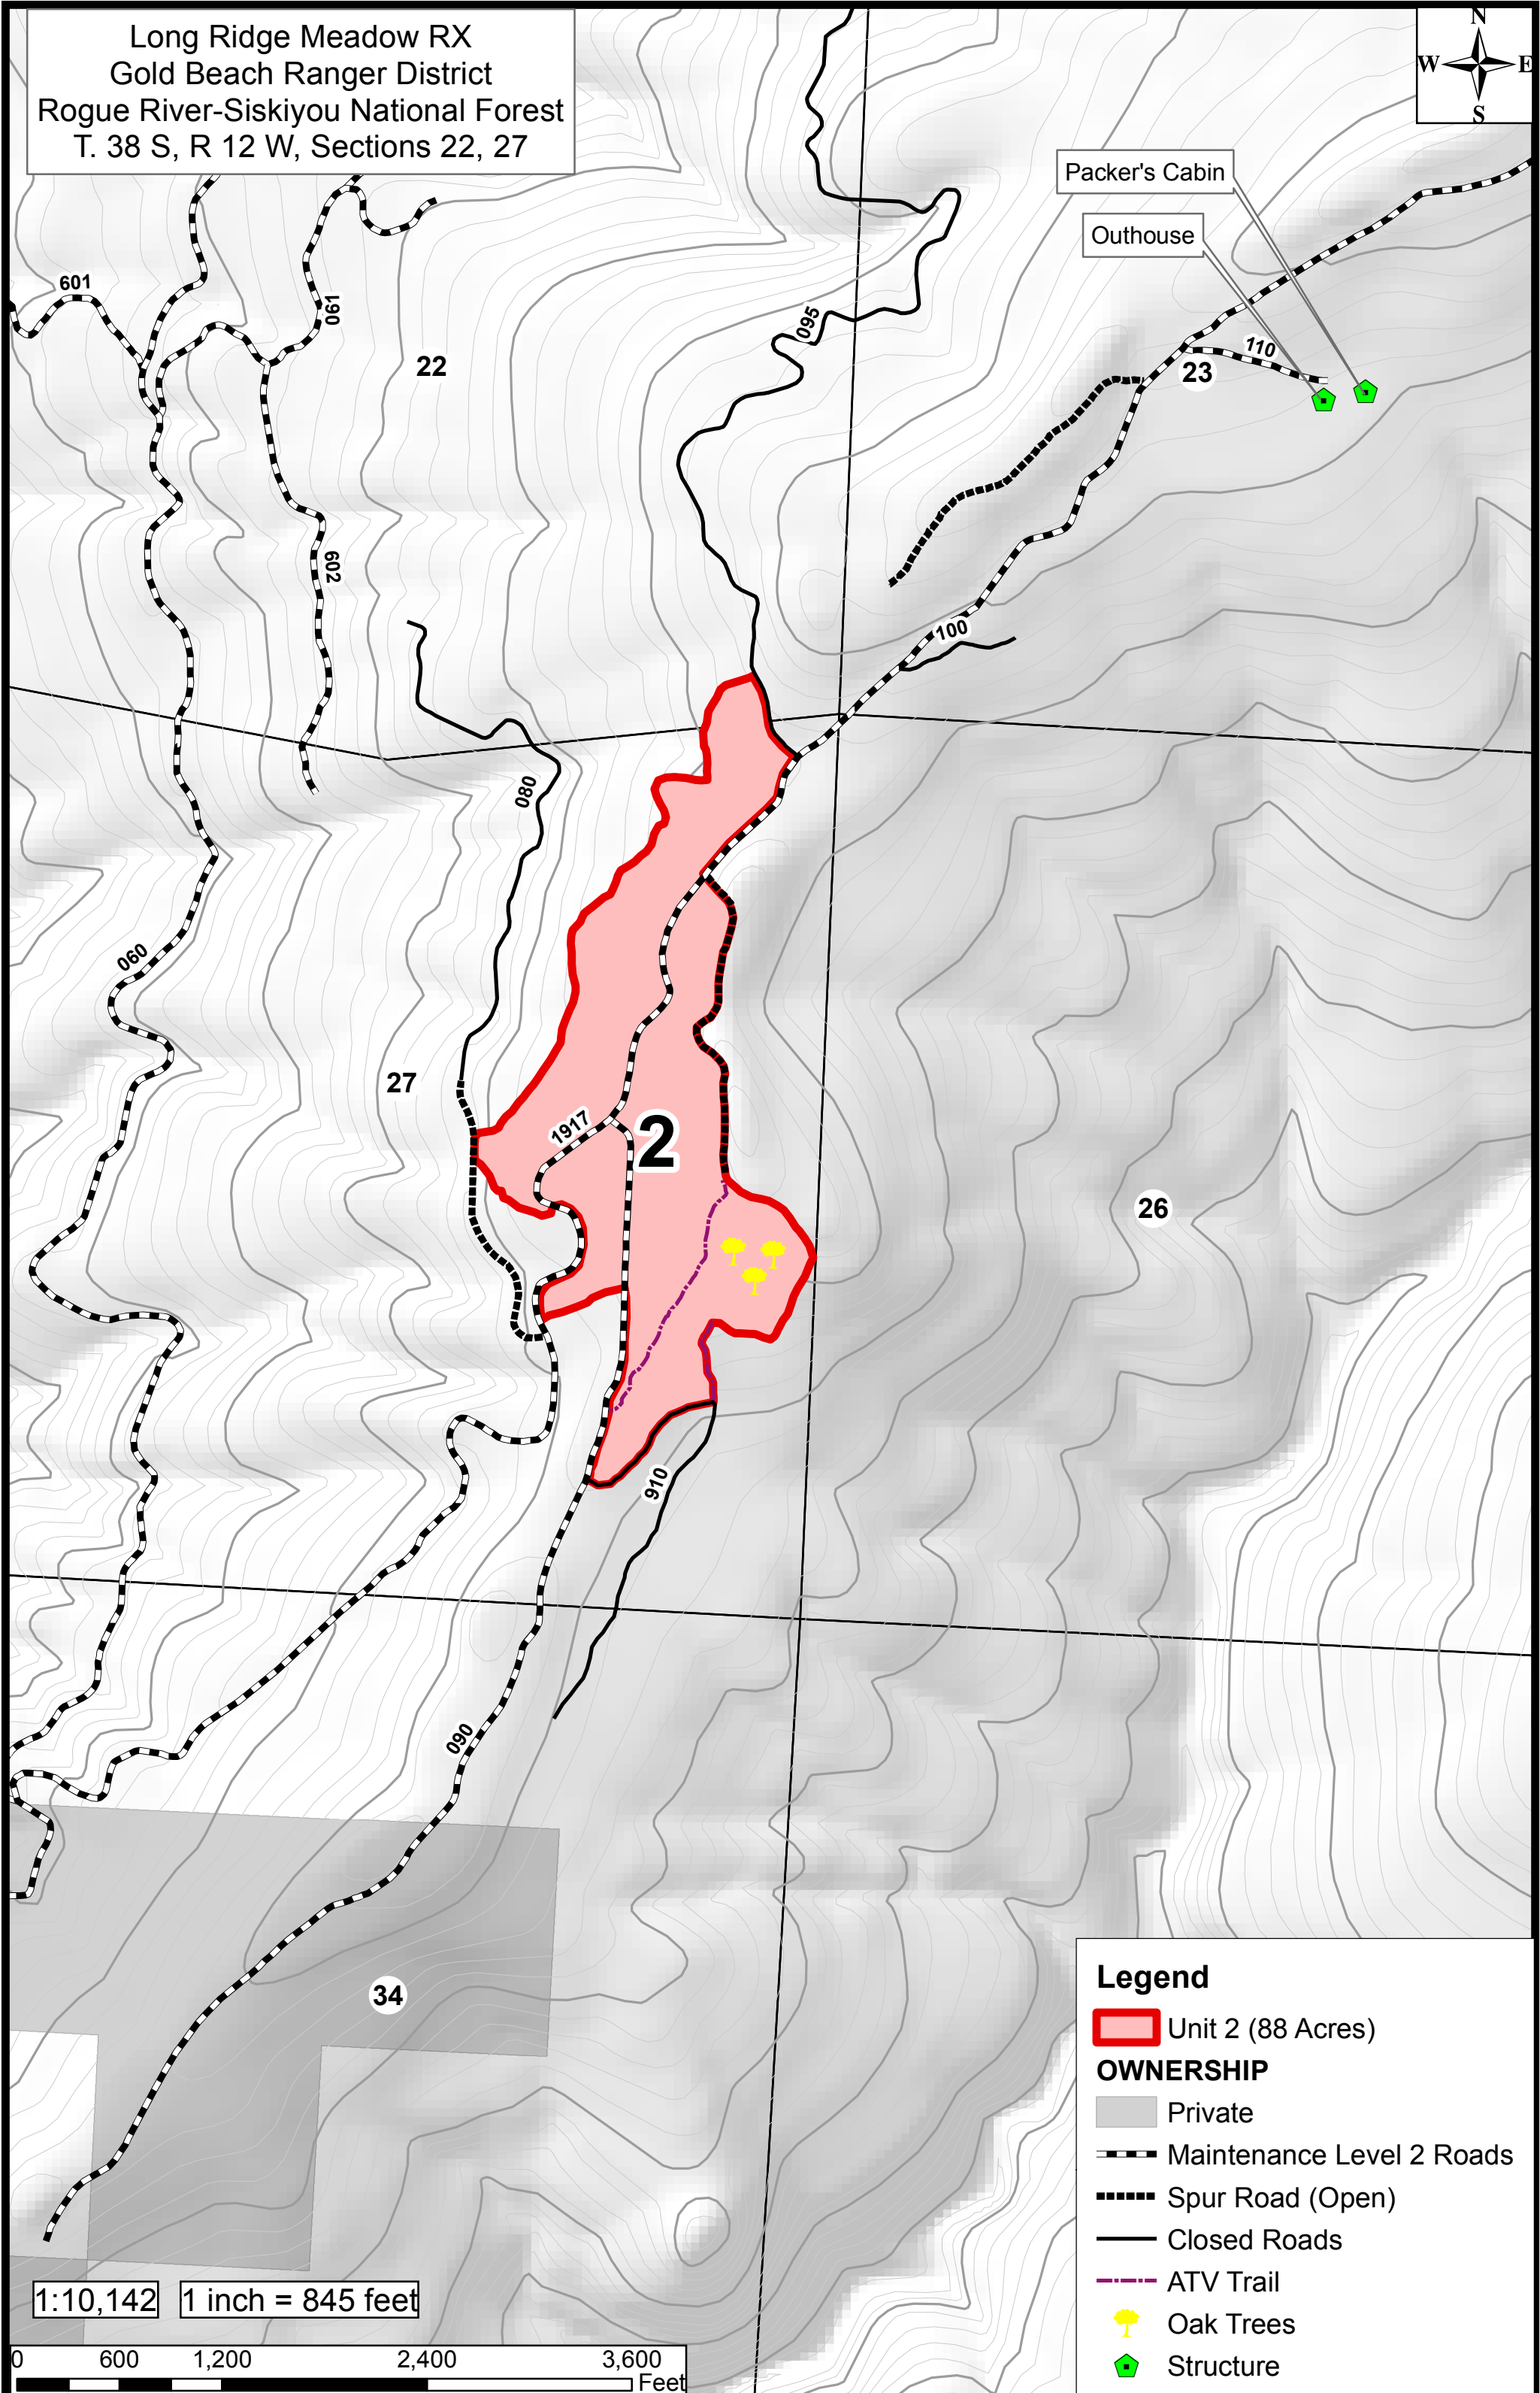 Long Ridge Meadow RX
Gold Beach Ranger District
Rogue River-Siskiyou National Forest
T. 38 S, R 12 W, Sections 22, 27
N
W E
S
Packer's Cabin
Outhouse
601
061
095
110
22
23
602
100
080
060
27
1917
2
26
910
090
34
Legend
Unit 2 (88 Acres)
OWNERSHIP
Private
Maintenance Level 2 Roads
Spur Road (Open)
Closed Roads
ATV Trail
Oak Trees
Structure
1:10,142
1 inch = 845 feet
0 600 1,200 2,400 3,600
Feet